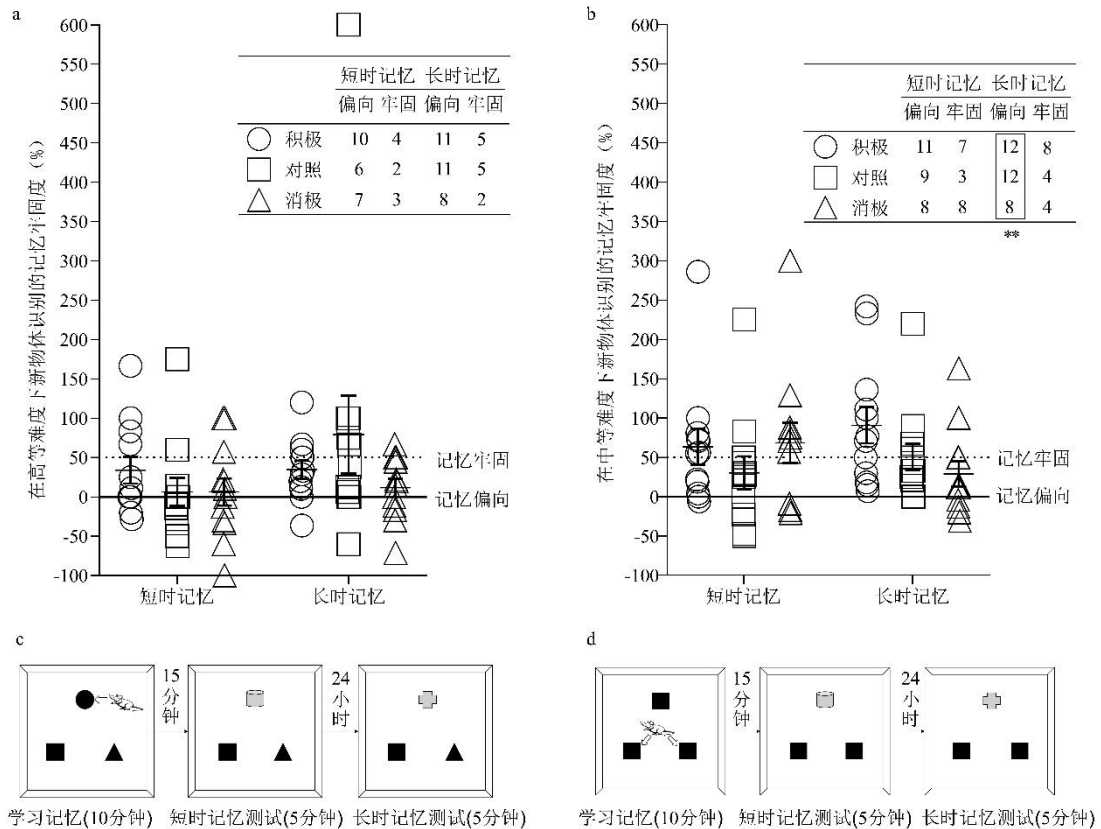 a
在高等难度下新物体识别的记忆牢固度（%）
600
550
500
450
400
350
300
250
200
150
100
50
0
-50
-100
短时记忆 长时记忆
偏向 牢固 偏向 牢固
积极 10 4 11 5
对照 6 2 11 5
消极 7 3 8 2
记忆牢固
记忆偏向
短时记忆 长时记忆
b
在中等难度下新物体识别的记忆牢固度（%）
600
550
500
450
400
350
300
250
200
150
100
50
0
-50
-100
短时记忆 长时记忆
偏向 牢固 偏向 牢固
积极 11 7 12 8
对照 9 3 12 4
消极 8 8 8 4
**
记忆牢固
记忆偏向
短时记忆 长时记忆
c
15分钟
24小时
学习记忆(10分钟) 短时记忆测试(5分钟) 长时记忆测试(5分钟)
d
15分钟
24小时
学习记忆(10分钟) 短时记忆测试(5分钟) 长时记忆测试(5分钟)